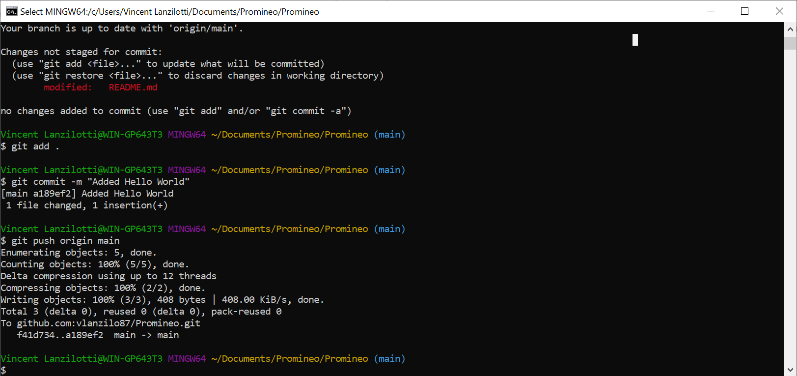 Select MINGW64:/c/Users/Vincent Lanzilotti/Documents/Promineo/Promineo
Your branch is up to date with 'origin/main'.
Changes not staged for commit:
(use "git add <file>..." to update what will be committed)
(use "git restore <file>..." to discard changes in working directory)
modified: README.md
no changes added to commit (use "git add" and/or "git commit -a")
Vincent Lanzilotti@WIN-GP643T3 MINGW64 ~/Documents/Promineo/Promineo (main)
$ git add .
Vincent Lanzilotti@WIN-GP643T3 MINGW64 ~/Documents/Promineo/Promineo (main)
$ git commit -m "Added Hello World"
[main a189ef2] Added Hello World
1 file changed, 1 insertion(+)
Vincent Lanzilotti@WIN-GP643T3 MINGW64 ~/Documents/Promineo/Promineo (main)
$ git push origin main
Enumerating objects: 5, done.
Counting objects: 100% (5/5), done.
Delta compression using up to 12 threads
Compressing objects: 100% (2/2), done.
Writing objects: 100% (3/3), 408 bytes | 408.00 KiB/s, done.
Total 3 (delta 0), reused 0 (delta 0), pack-reused 0
To github.com:vlanzilo87/Promineo.git
f41d734..a189ef2 main -> main
Vincent Lanzilotti@WIN-GP643T3 MINGW64 ~/Documents/Promineo/Promineo (main)
$